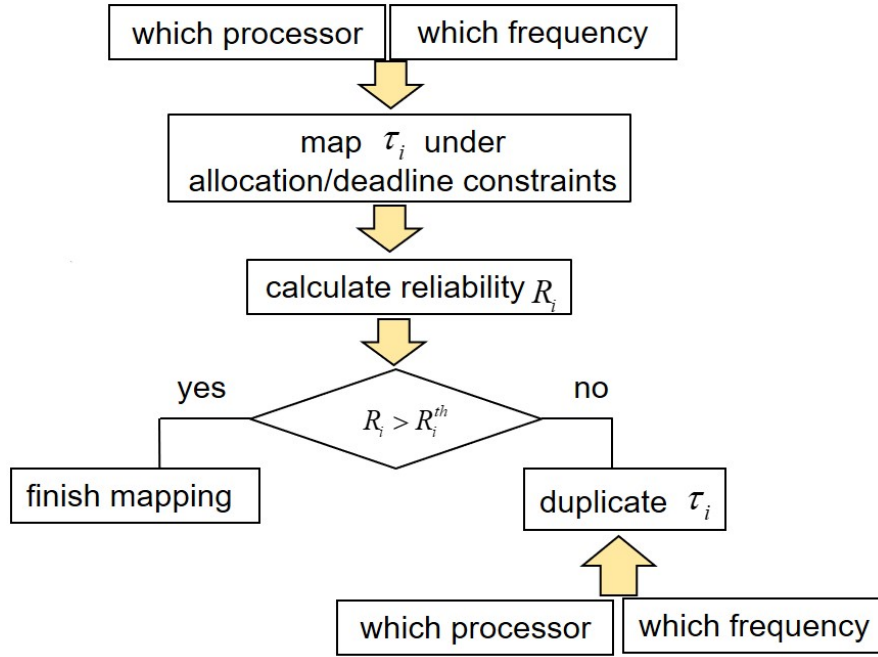 which processor which frequency
map τ_i under
allocation/deadline constraints
calculate reliability R_i
yes no
R_i > R_i^{th}
finish mapping duplicate τ_i
which processor which frequency